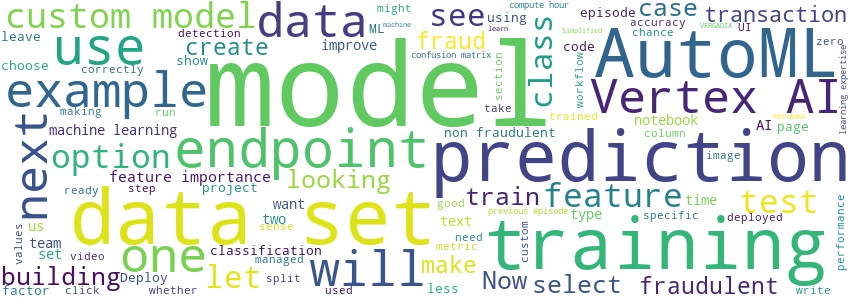 custom model
leave
detection
ML
might
see
using
compute hour
learn
machine
episode
Simplified
case
accuracy
chance
VERGADIA
UI
transaction
zero
use
data
create
improve
fraud
class
code
choose
correctly
show
confusion matrix
section
take
workflow
AutoML
example
model
trained
Vertex AI
learning expertise
making
run
PRIYANKA
next
machine learning
endpoint
non fraudulent
notebook
column
AI
page
option
feature importance
looking
prediction
image
ready
step
project
want
two
train
feature
time
test
us
data set
sense
good
text
previous episode
type
specific
deployed
performance
values
team
set
video
one
classification
managed
will
need
metric
custom
training
building
Deploy
let
split
make
Now
select
fraudulent
factor
click
whether
used
less
write